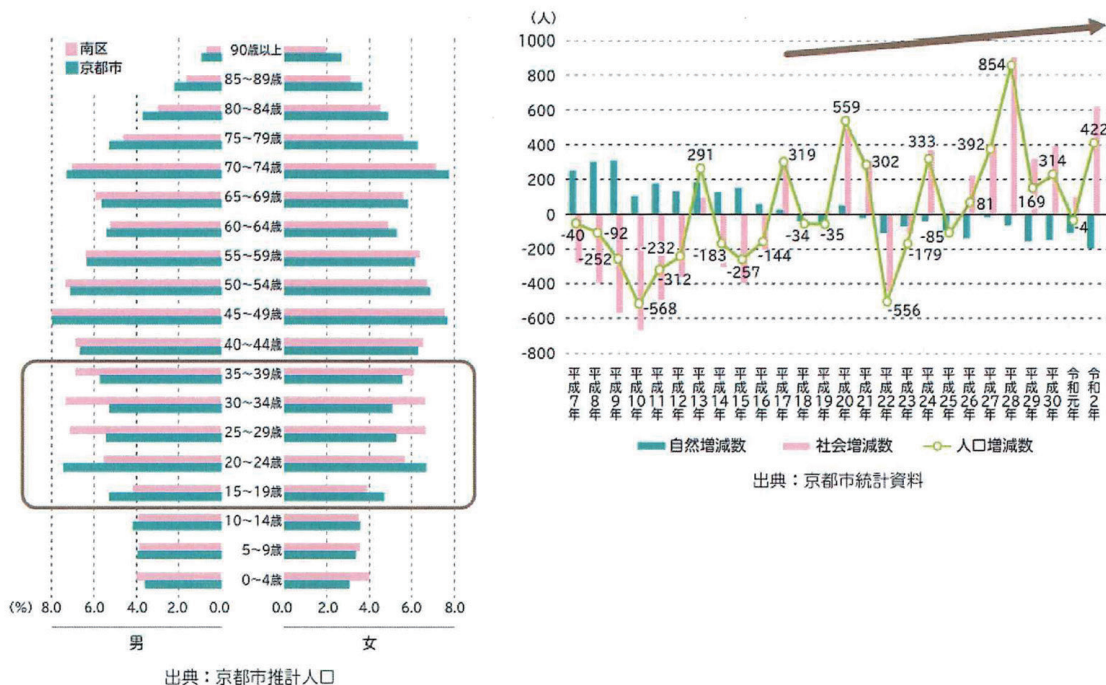 南区
京都市
90歳以上
85～89歳
80～84歳
75～79歳
70～74歳
65～69歳
60～64歳
55～59歳
50～54歳
45～49歳
40～44歳
35～39歳
30～34歳
25～29歳
20～24歳
15～19歳
10～14歳
5～9歳
0～4歳
(%) 8.0 6.0 4.0 2.0 0.0 0.0 2.0 4.0 6.0 8.0
男 女
出典：京都市推計人口
(人)
1000
800
600
400
200
0
-200
-400
-600
-800
-40
-252
-92
-568
-232
-312
291
-183
-257
-144
319
-34
-35
559
302
-556
-179
333
-85
81
392
854
169
314
-4
422
平成7年
平成8年
平成9年
平成10年
平成11年
平成12年
平成13年
平成14年
平成15年
平成16年
平成17年
平成18年
平成19年
平成20年
平成21年
平成22年
平成23年
平成24年
平成25年
平成26年
平成27年
平成28年
平成29年
平成30年
令和元年
令和2年
自然増減数 社会増減数 人口増減数
出典：京都市統計資料